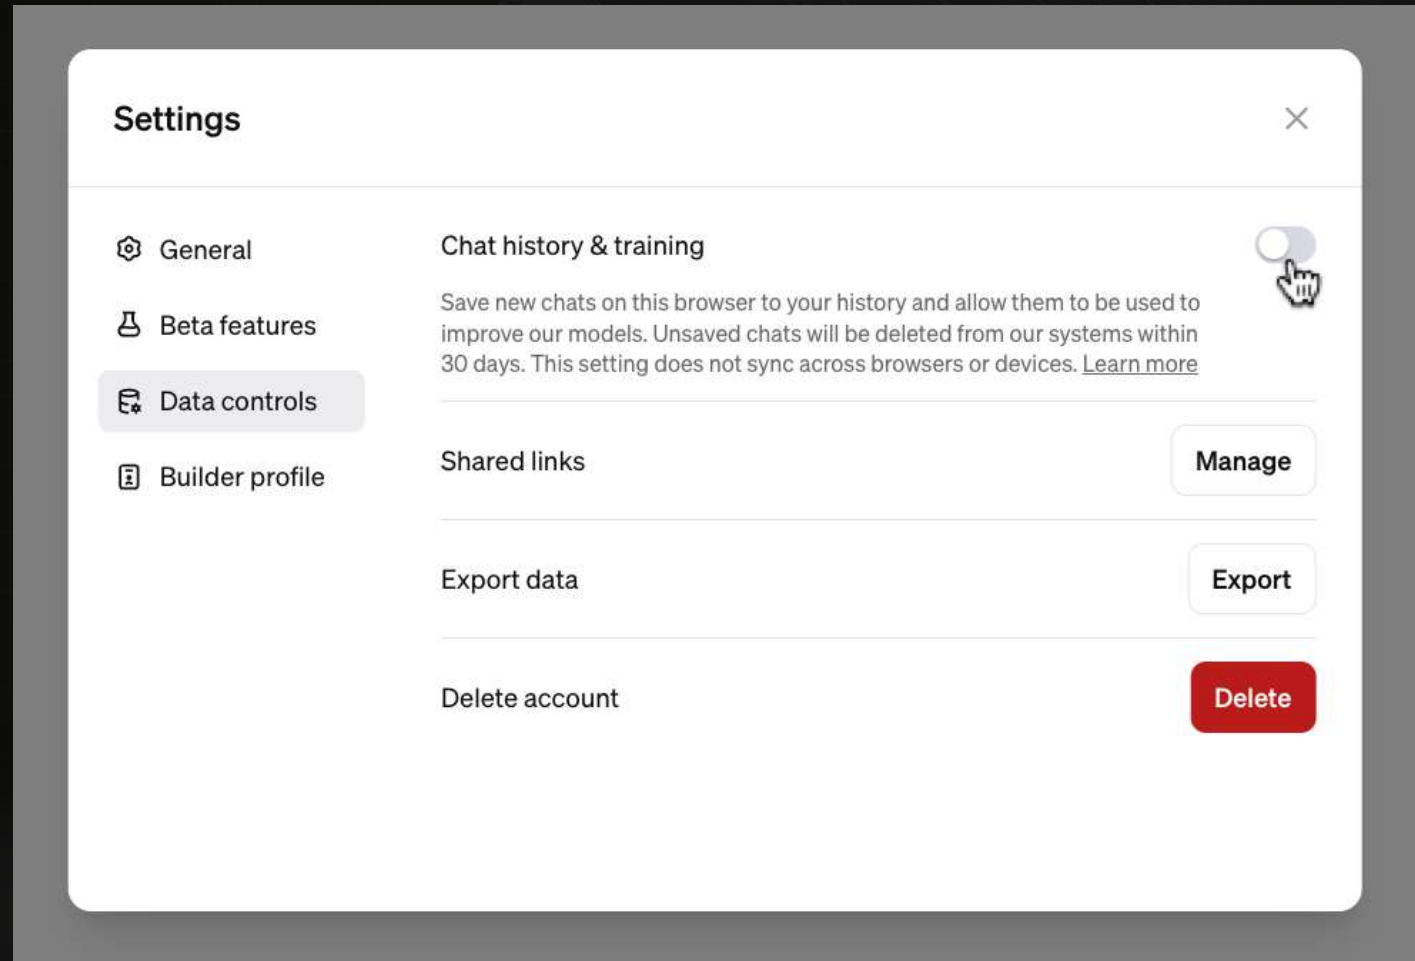 Settings
General
Beta features
Data controls
Builder profile
Chat history & training
Save new chats on this browser to your history and allow them to be used to
improve our models. Unsaved chats will be deleted from our systems within
30 days. This setting does not sync across browsers or devices. Learn more
Shared links
Manage
Export data
Export
Delete account
Delete